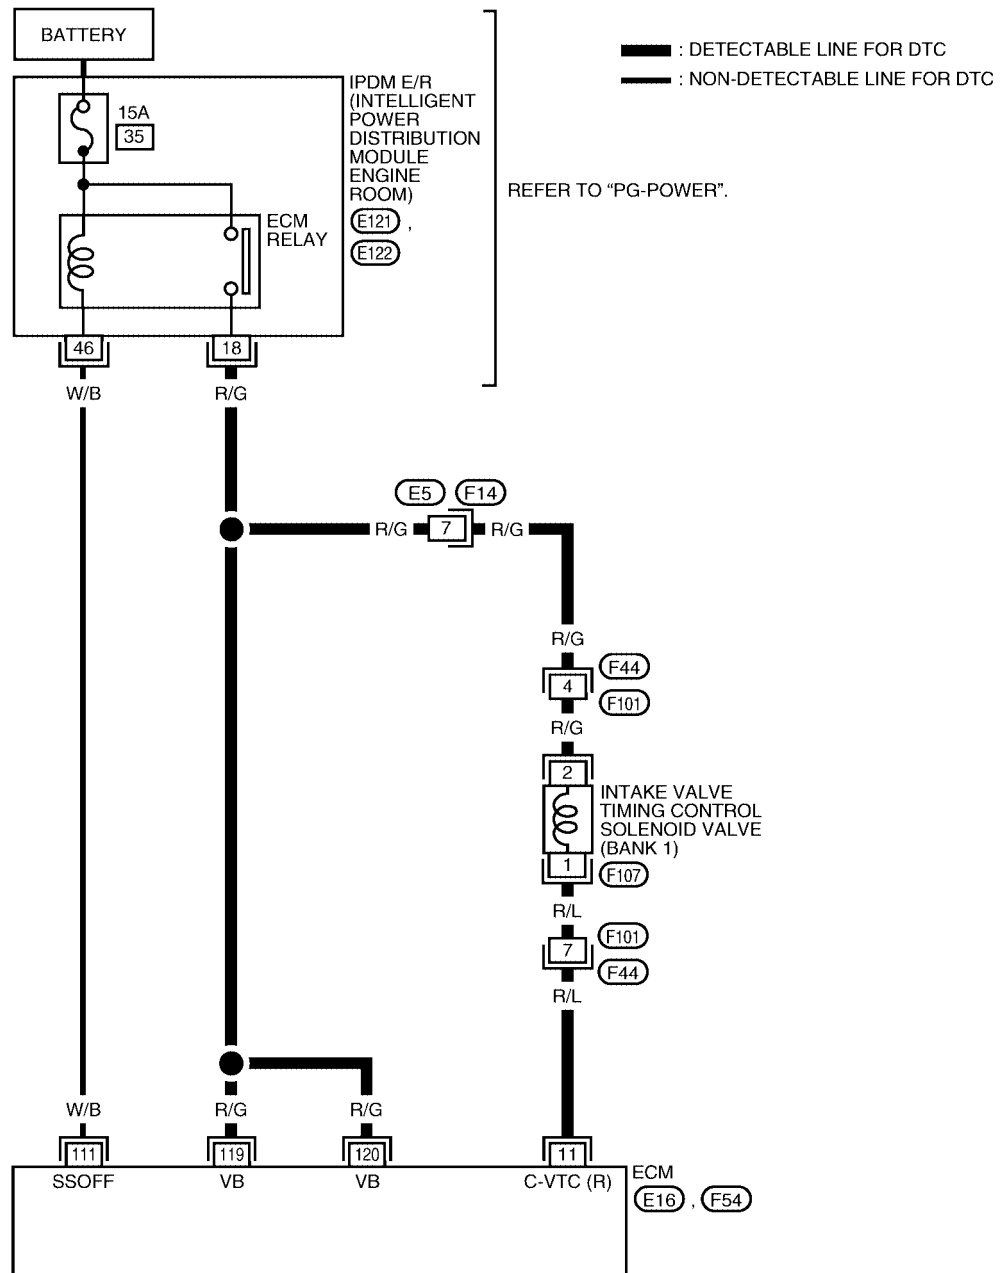 BATTERY
: DETECTABLE LINE FOR DTC
: NON-DETECTABLE LINE FOR DTC
15A
35
IPDM E/R
(INTELLIGENT
POWER
DISTRIBUTION
MODULE
ENGINE
ROOM)
E121 ,
E122
REFER TO “PG-POWER”.
ECM
RELAY
46
18
W/B
R/G
E5
F14
R/G
7
R/G
R/G
F44
4
F101
R/G
2
INTAKE VALVE
TIMING CONTROL
SOLENOID VALVE
(BANK 1)
1
F107
R/L
F101
7
F44
R/L
W/B
R/G
R/G
111
119
120
11
SSOFF
VB
VB
C-VTC (R)
ECM
E16 , F54